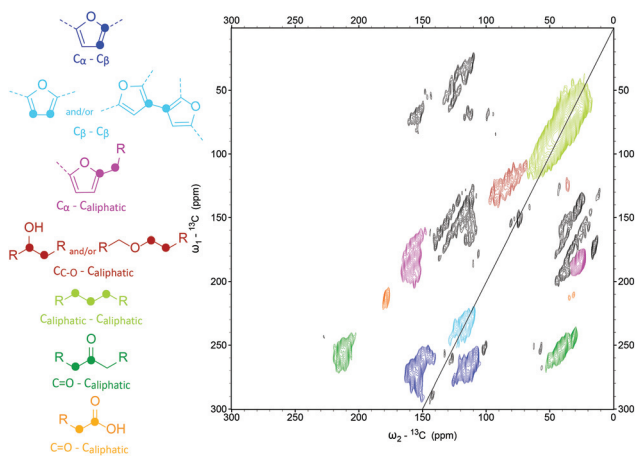 O
Cα - Cβ
O and/or O O
Cβ - Cβ
R
O
Cα - Caliphatic
OH
R R and/or R O R
CC-O - Caliphatic
R R
Caliphatic - Caliphatic
O
R R
C=O - Caliphatic
O
R OH
C=O - Caliphatic
300 250 200 150 100 50 0
50
100
150
200
250
300
ω1 - 13C (ppm)
300 250 200 150 100 50 0
ω2 - 13C (ppm)